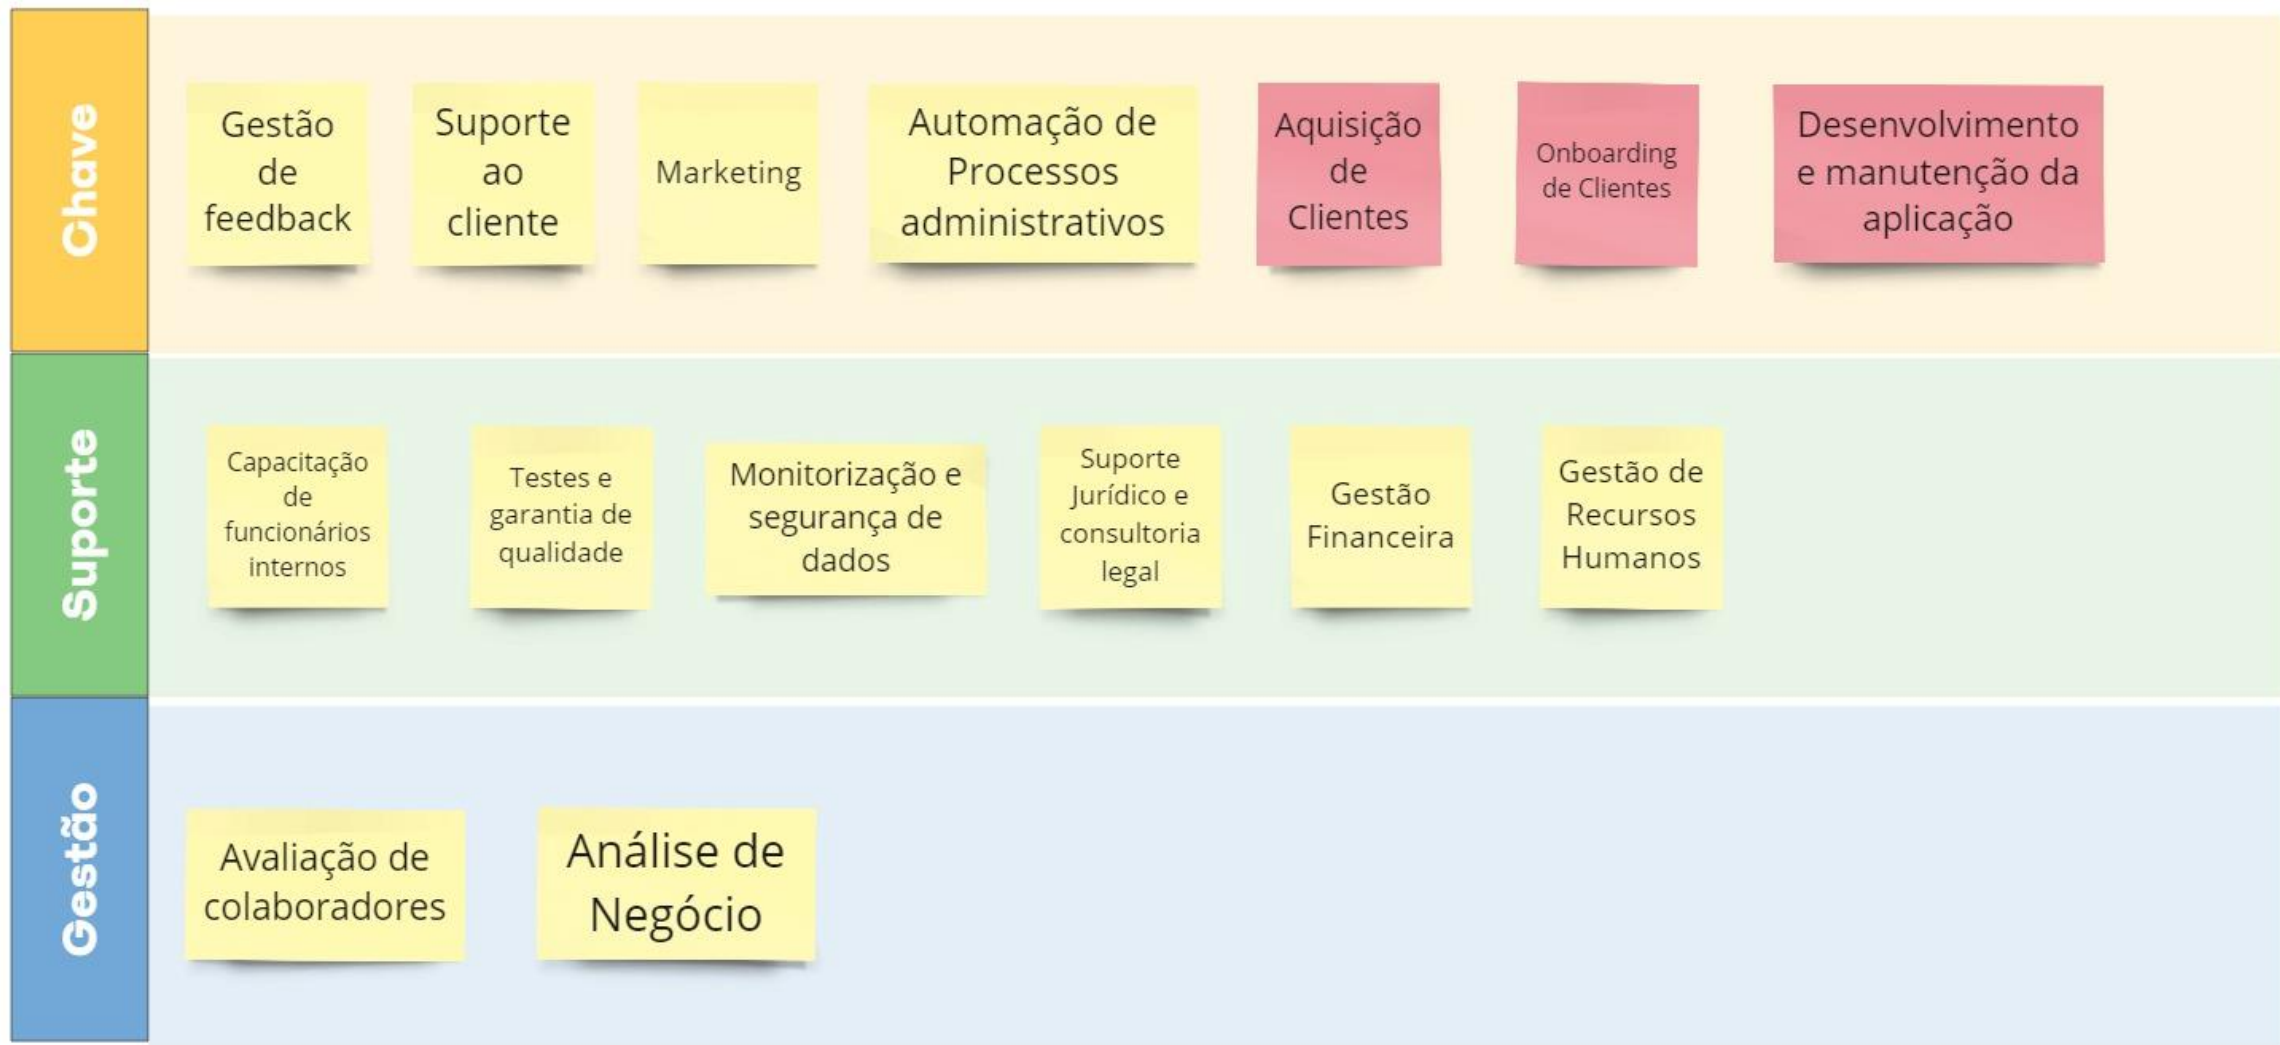 Chave
Gestão
de
feedback
Suporte
ao
cliente
Marketing
Automação de
Processos
administrativos
Aquisição
de
Clientes
Onboarding
de Clientes
Desenvolvimento
e manutenção da
aplicação
Suporte
Capacitação
de
funcionários
internos
Testes e
garantia de
qualidade
Monitorização e
segurança de
dados
Suporte
Jurídico e
consultoria
legal
Gestão
Financeira
Gestão de
Recursos
Humanos
Gestão
Avaliação de
colaboradores
Análise de
Negócio